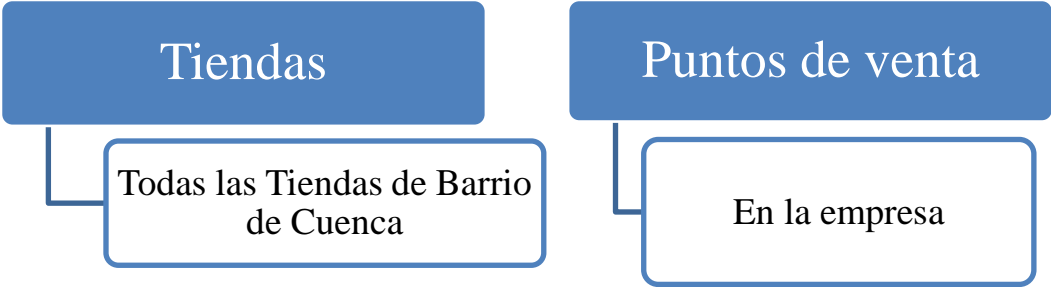 Tiendas
Todas las Tiendas de Barrio
de Cuenca
Puntos de venta
En la empresa